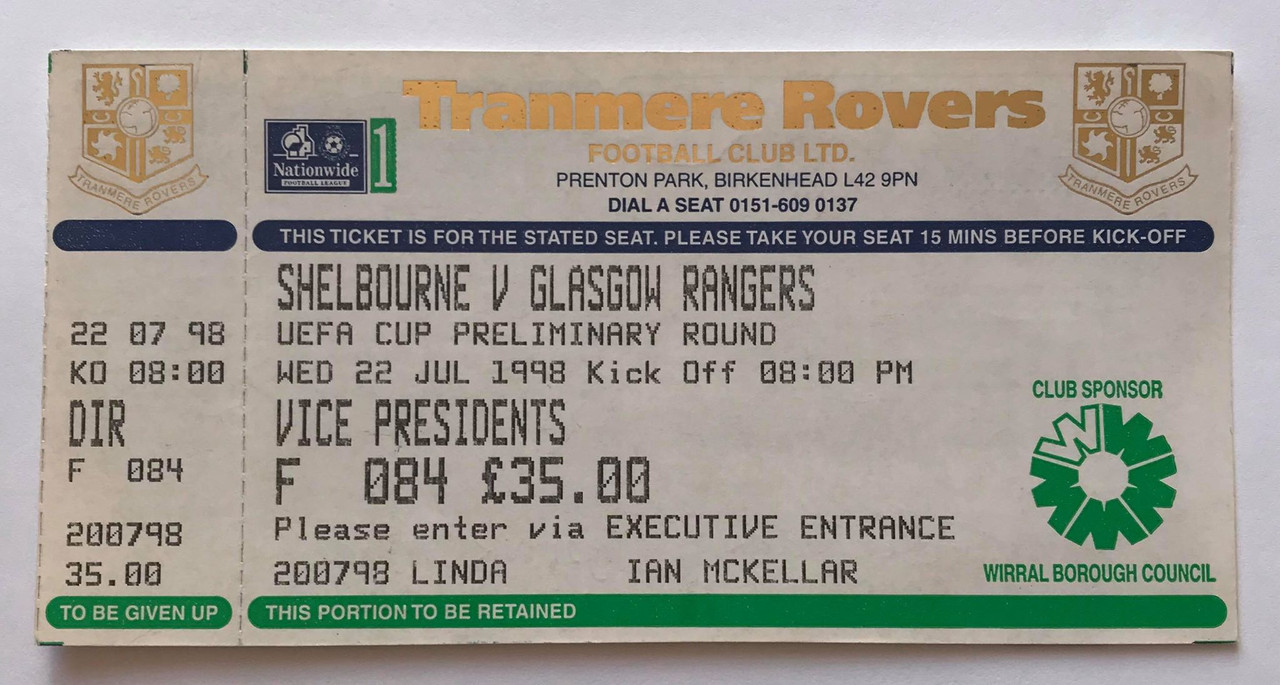 TRANMERE ROVERS
22 07 98
KO 08:00
DIR
F 084
200798
35.00
TO BE GIVEN UP
Tranmere Rovers
FOOTBALL CLUB LTD.
PRENTON PARK, BIRKENHEAD L42 9PN
DIAL A SEAT 0151-609 0137
Nationwide
FOOTBALL LEAGUE
1
TRANMERE ROVERS
THIS TICKET IS FOR THE STATED SEAT. PLEASE TAKE YOUR SEAT 15 MINS BEFORE KICK-OFF
SHELBOURNE V GLASGOW RANGERS
UEFA CUP PRELIMINARY ROUND
WED 22 JUL 1998 Kick Off 08:00 PM
VICE PRESIDENTS
F 084 £35.00
Please enter via EXECUTIVE ENTRANCE
200798 LINDA IAN MCKELLAR
CLUB SPONSOR
W
WIRRAL BOROUGH COUNCIL
THIS PORTION TO BE RETAINED